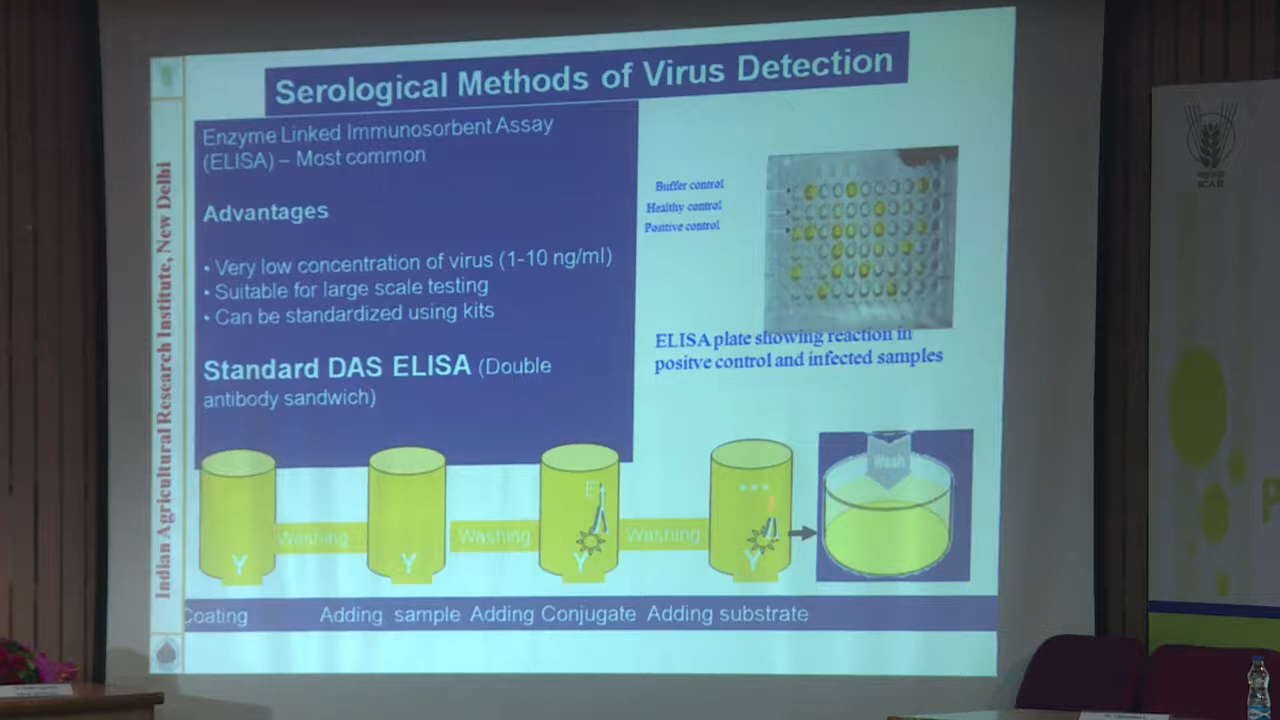 Serological Methods of Virus Detection
Indian Agricultural Research Institute, New Delhi
Enzyme Linked Immunosorbent Assay
(ELISA) – Most common
Advantages
• Very low concentration of virus (1-10 ng/ml)
• Suitable for large scale testing
• Can be standardized using kits
Standard DAS ELISA (Double
antibody sandwich)
Buffer control
Healthy control
Positive control
ELISA plate showing reaction in
positve control and infected samples
Y
Washing
Y
Washing
E
Y
Washing
Y
Wash
Coating Adding sample Adding Conjugate Adding substrate
ICAR